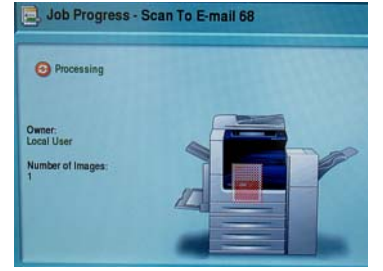 Job Progress - Scan To E-mail 68
Processing
Owner:
Local User
Number of Images:
1